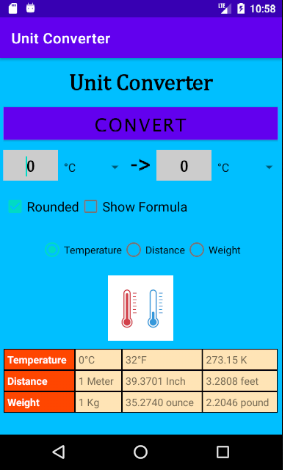 10:58
Unit Converter
Unit Converter
CONVERT
0 °C -> 0 °C
Rounded Show Formula
Temperature Distance Weight
Temperature 0°C 32°F 273.15 K
Distance 1 Meter 39.3701 Inch 3.2808 feet
Weight 1 Kg 35.2740 ounce 2.2046 pound